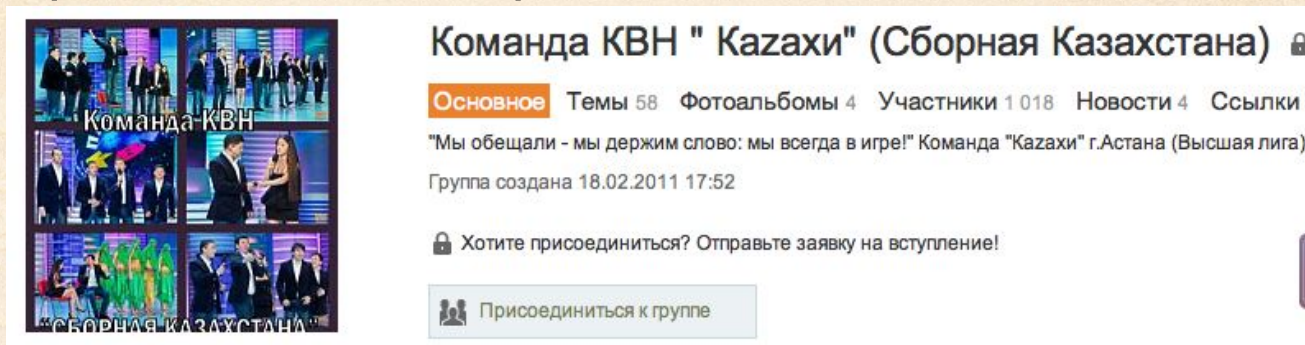 Команда КВН
"СБОРНАЯ КАЗАХСТАНА"
Команда КВН " Каzахи" (Сборная Казахстана)
Основное Темы 58 Фотоальбомы 4 Участники 1 018 Новости 4 Ссылки
"Мы обещали - мы держим слово: мы всегда в игре!" Команда "Каzахи" г.Астана (Высшая лига)
Группа создана 18.02.2011 17:52
Хотите присоединиться? Отправьте заявку на вступление!
Присоединиться к группе